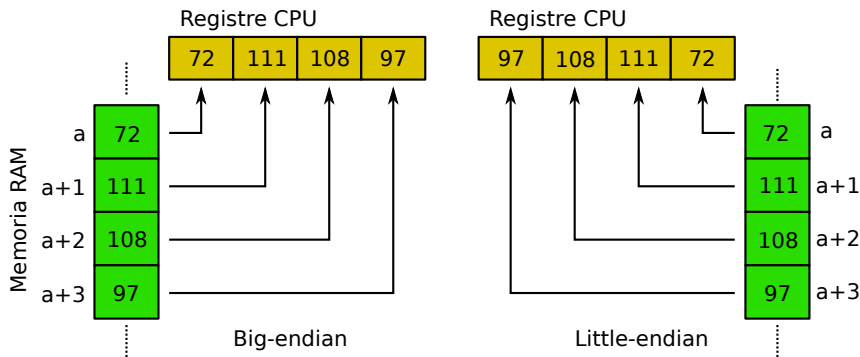 Registre CPU
72 111 108 97
a 72
a+1 111
a+2 108
a+3 97
Memoria RAM
Big-endian
Registre CPU
97 108 111 72
72 a
111 a+1
108 a+2
97 a+3
Little-endian